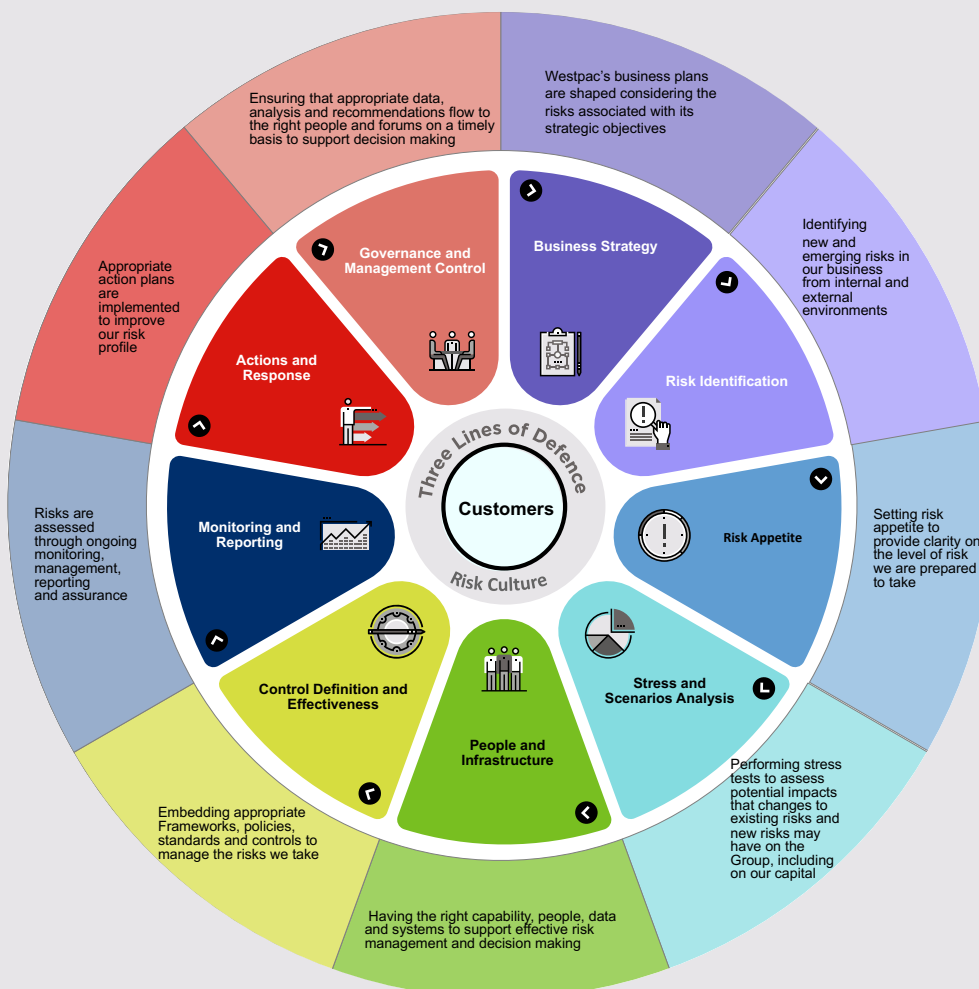 Westpac's business plans
are shaped considering the
risks associated with its
strategic objectives
Business Strategy
Identifying
new and
emerging risks in
our business
from internal and
external
environments
Risk Identification
Setting risk
appetite to
provide clarity on
the level of risk
we are prepared
to take
Risk Appetite
Performing stress
tests to assess
potential impacts
that changes to
existing risks and
new risks may
have on the
Group, including
on our capital
Stress and
Scenarios Analysis
Having the right capability, people, data
and systems to support effective risk
management and decision making
People and
Infrastructure
Embedding appropriate
Frameworks, policies,
standards and controls to
manage the risks we take
Control Definition and
Effectiveness
Risks are
assessed
through ongoing
monitoring,
management,
reporting
and assurance
Monitoring and
Reporting
Appropriate
action plans
are
implemented
to improve
our risk
profile
Actions and
Response
Ensuring that appropriate data,
analysis and recommendations flow to
the right people and forums on a timely
basis to support decision making
Governance and
Management Control
Three Lines of Defence
Customers
Risk Culture